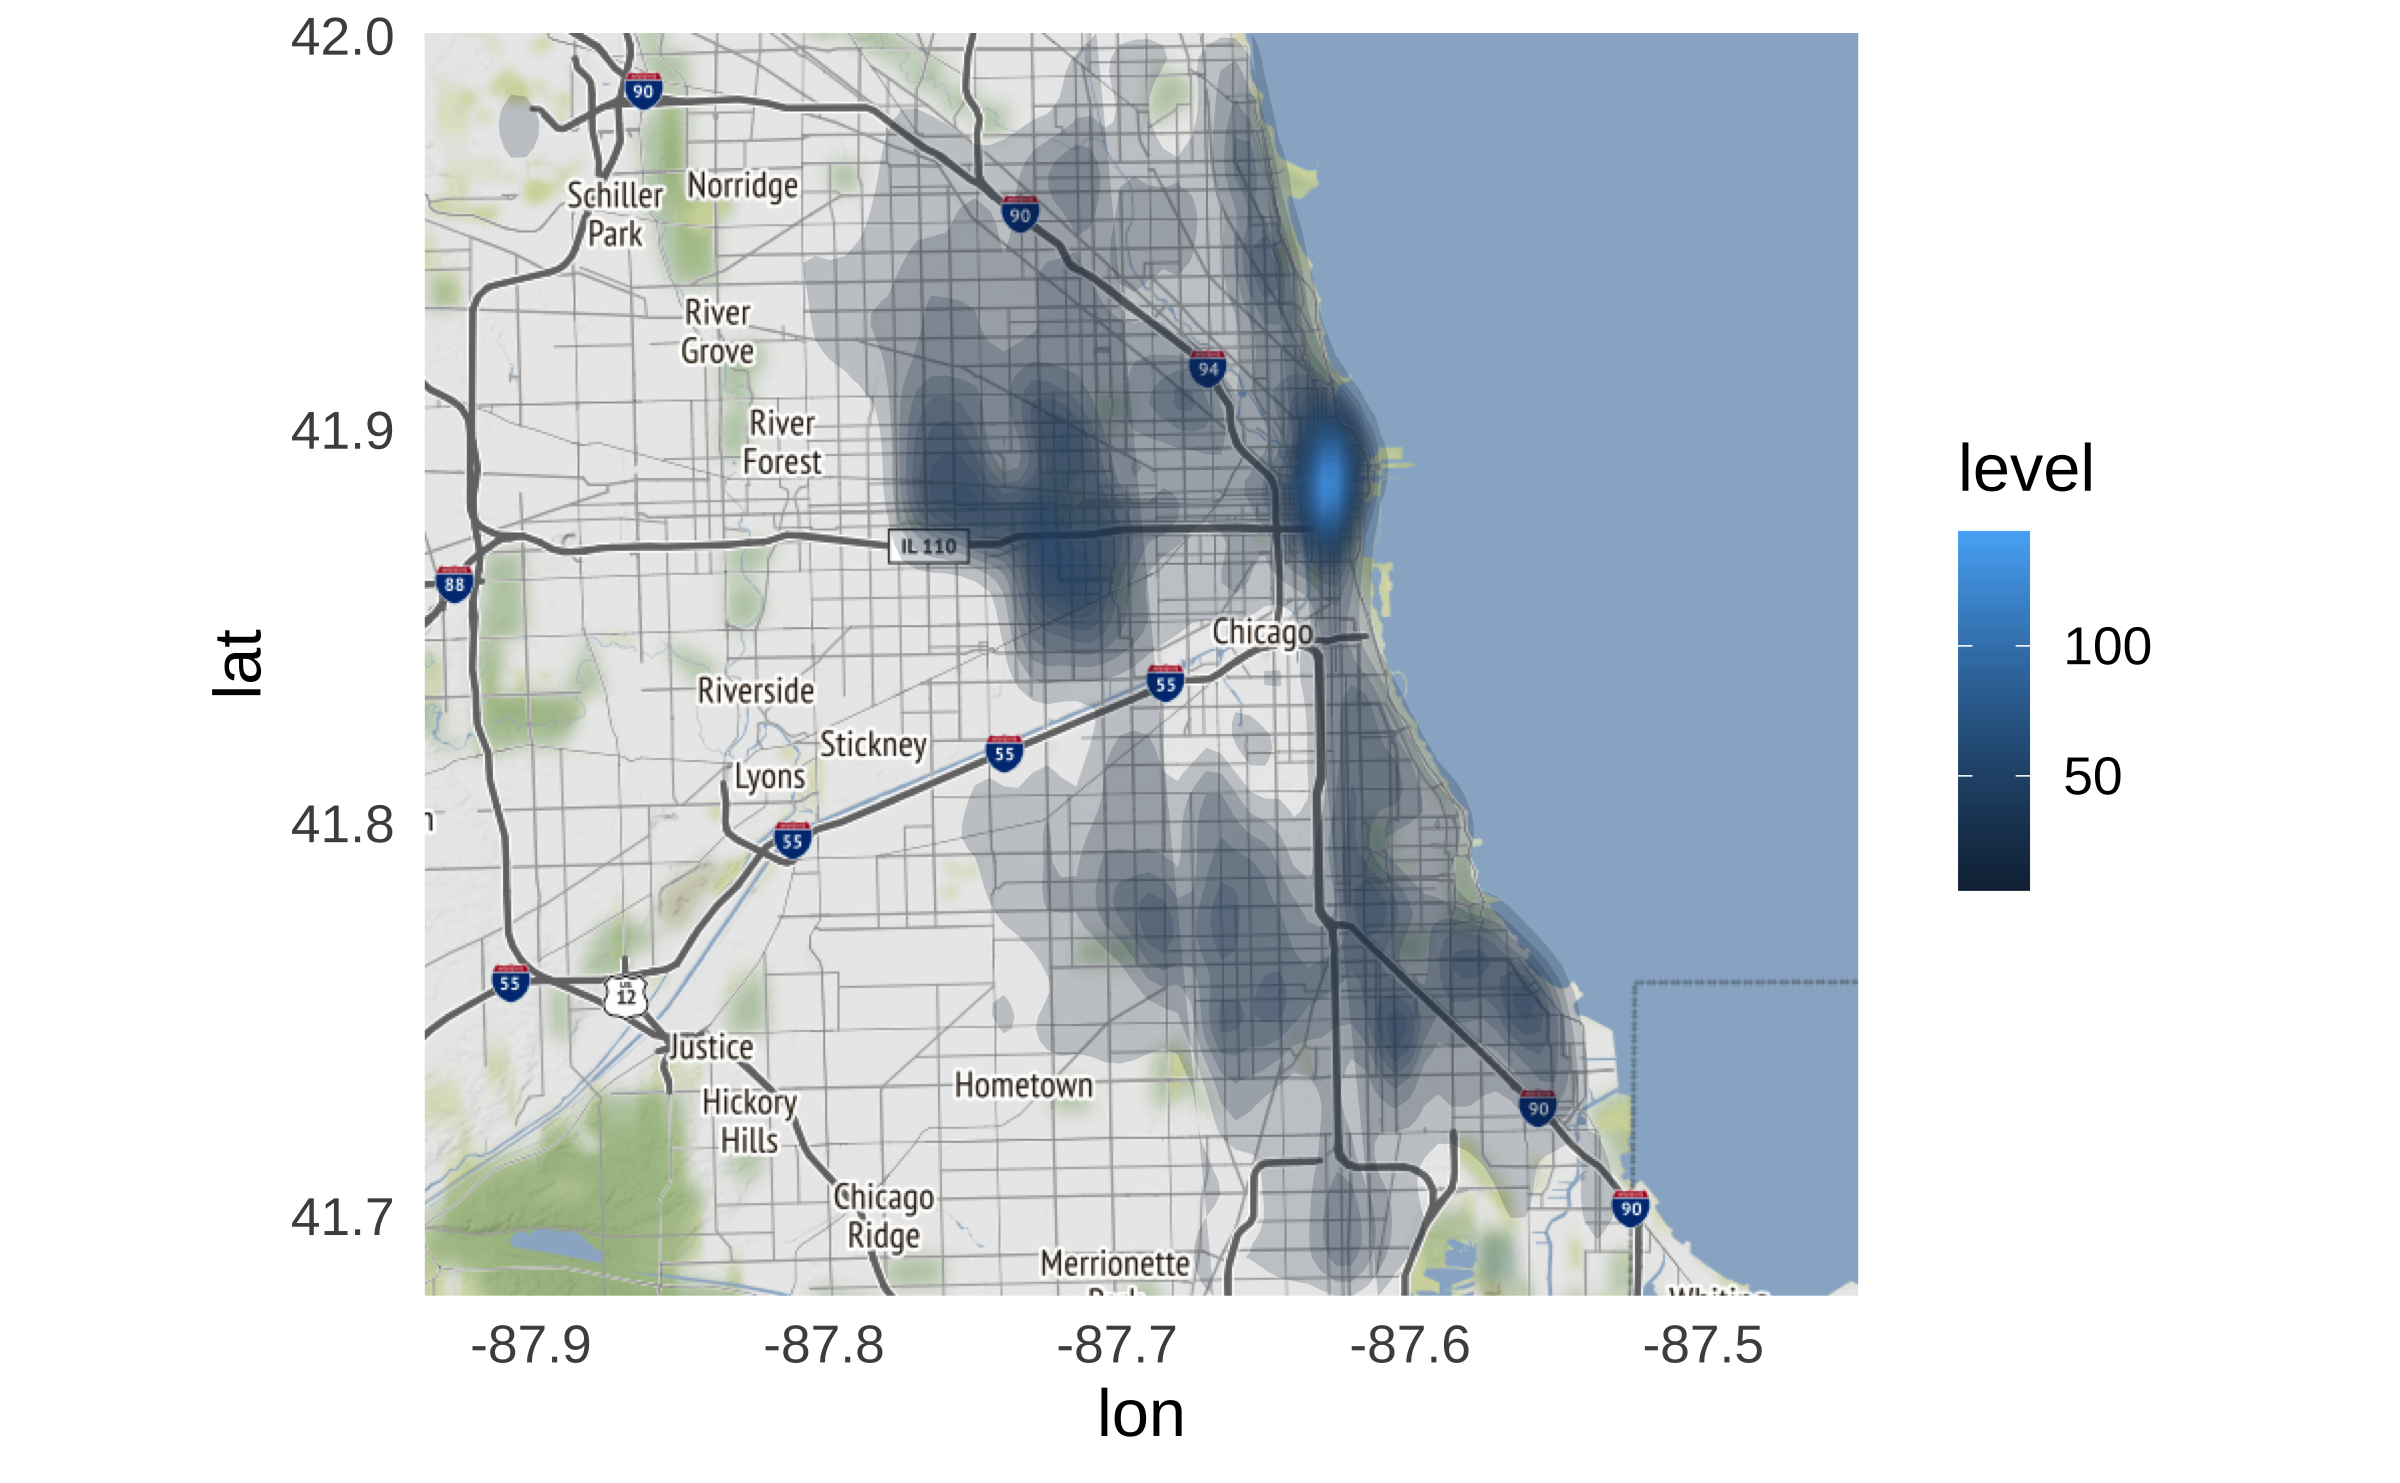 42.0
41.9
41.8
41.7
lat
90
Schiller
Park
Norridge
90
River
Grove
94
River
Forest
IL 110
88
Chicago
Riverside
55
Stickney
55
Lyons
n
55
55
12
Justice
Hickory
Hills
Hometown
90
Chicago
Ridge
90
Merrionette
-87.9
-87.8
-87.7
-87.6
-87.5
lon
level
100
50